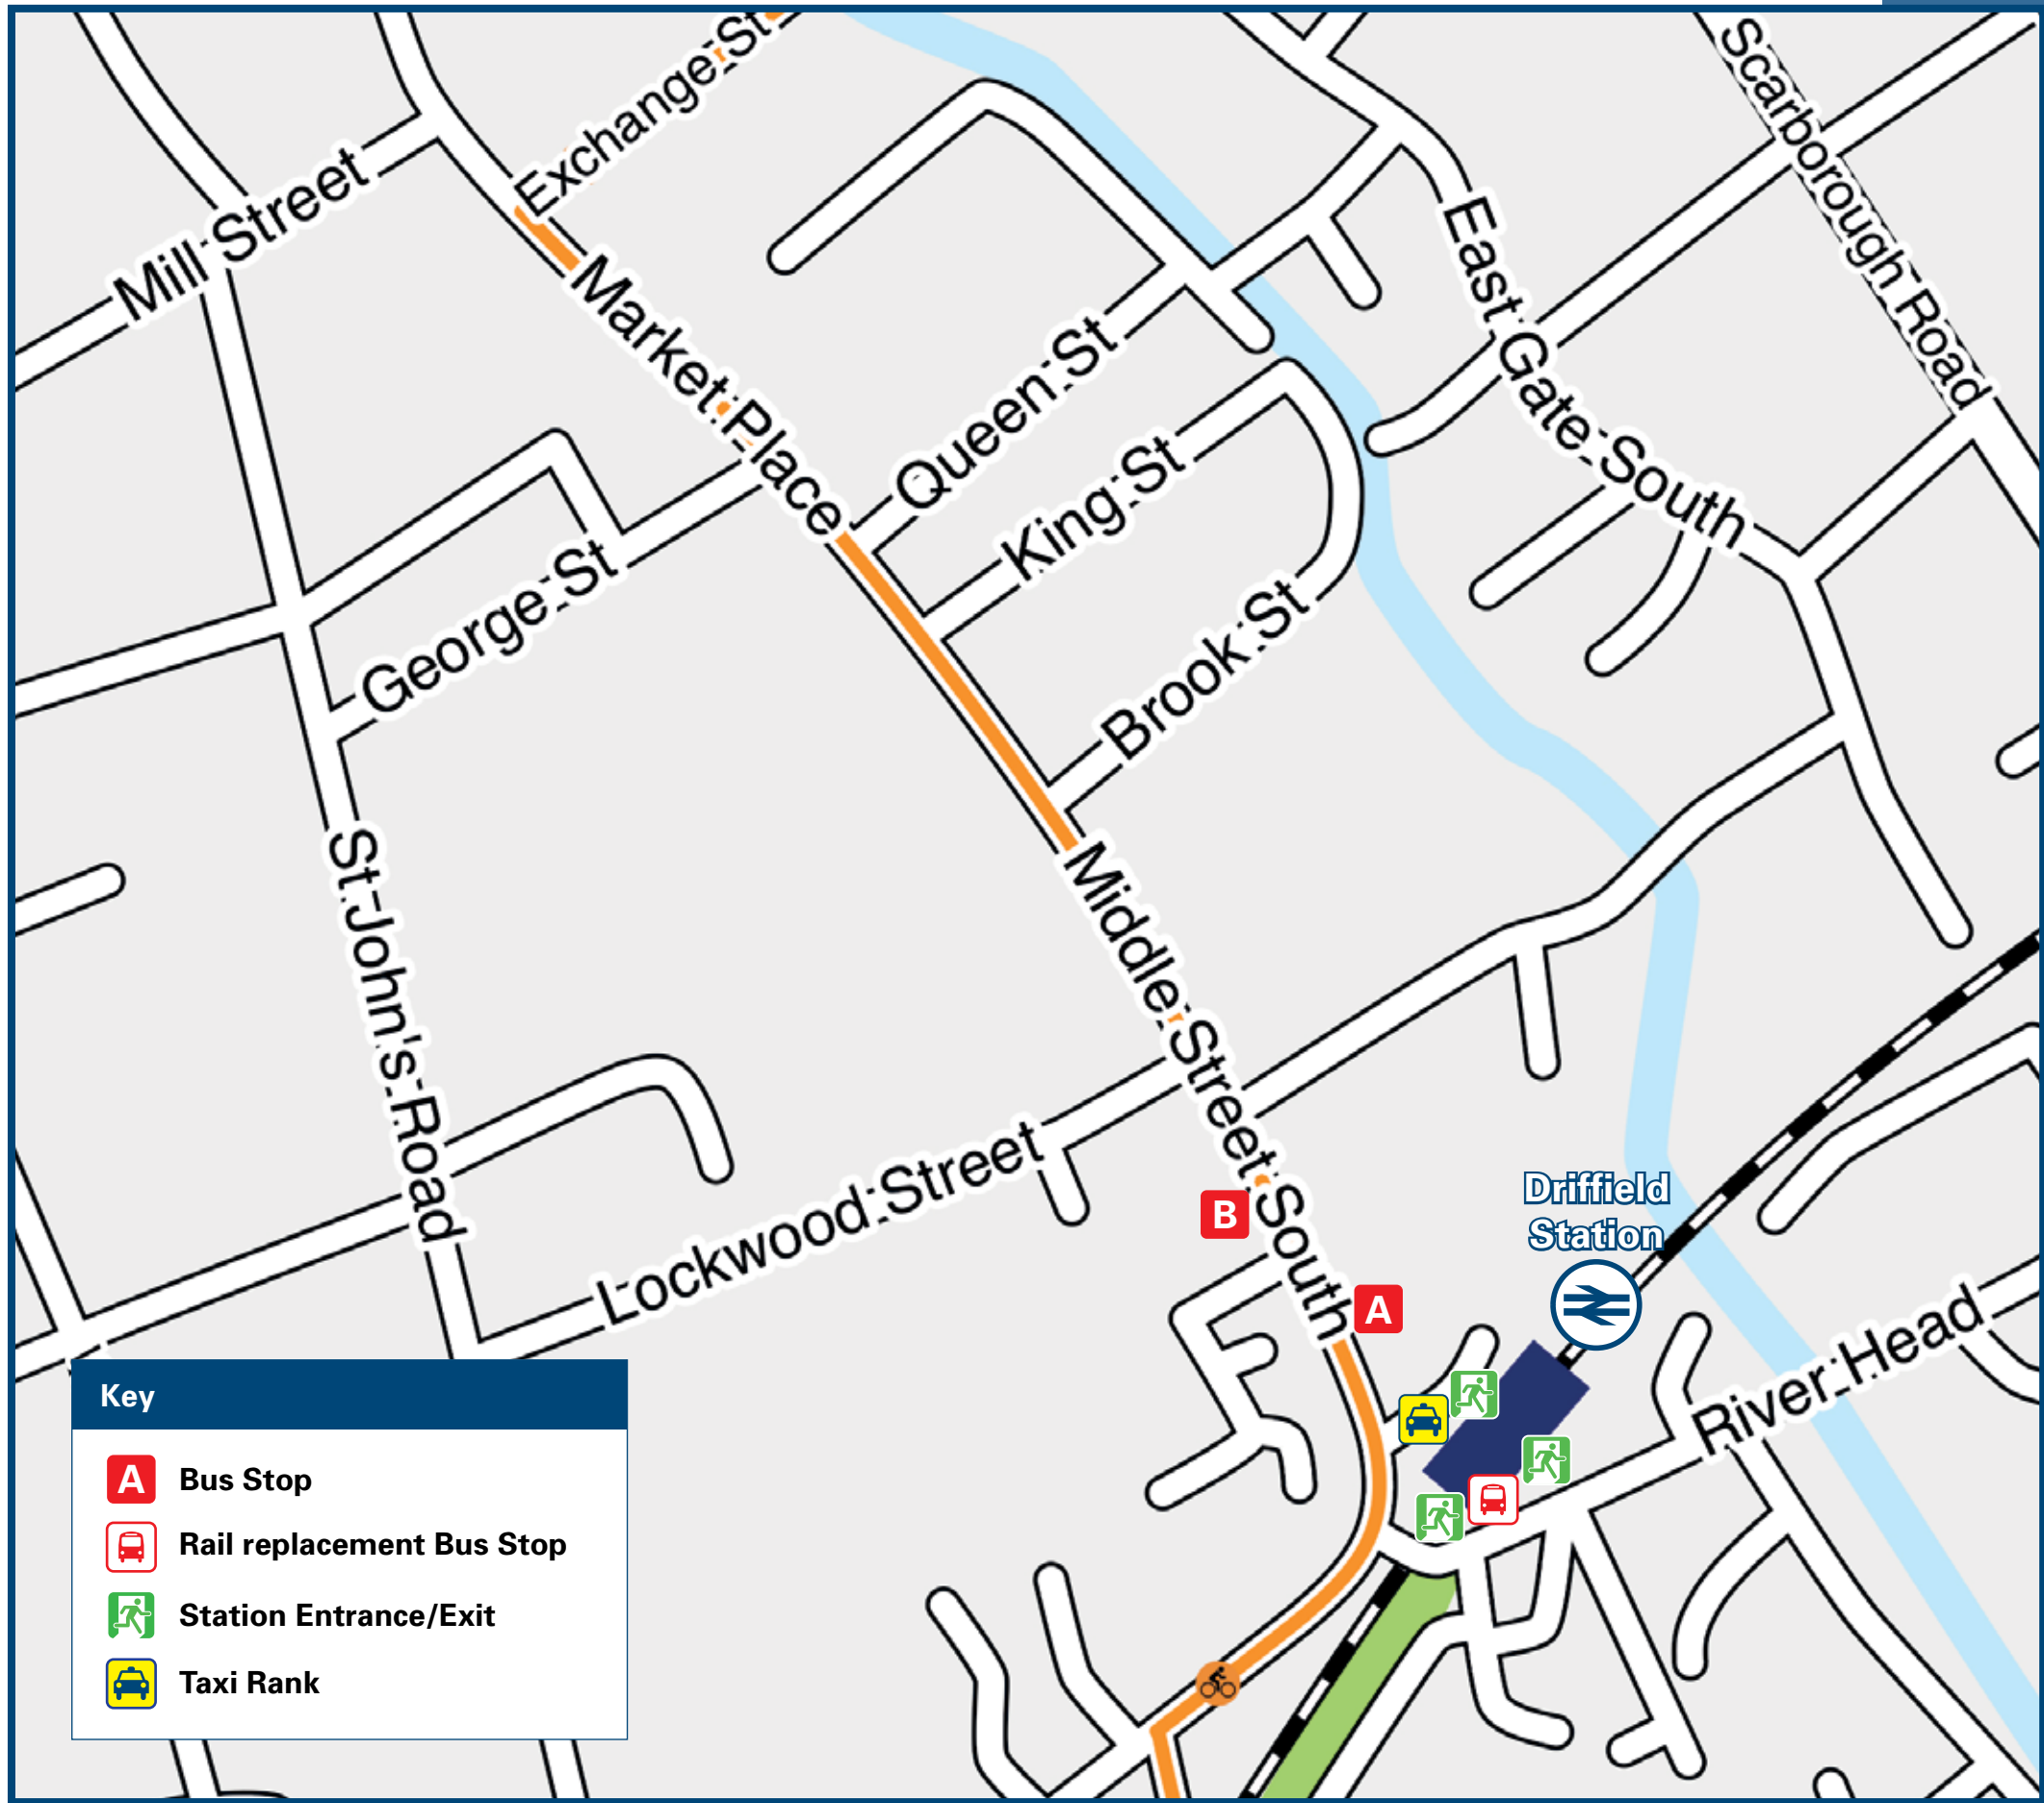 Exchange St
Scarborough Road
Mill Street
East Gate South
Market Place
Queen St
King St
George St
Brook St
St John's Road
Middle Street South
Lockwood Street
Driffield
Station
B
A
River Head
Key
A Bus Stop
Rail replacement Bus Stop
Station Entrance/Exit
Taxi Rank